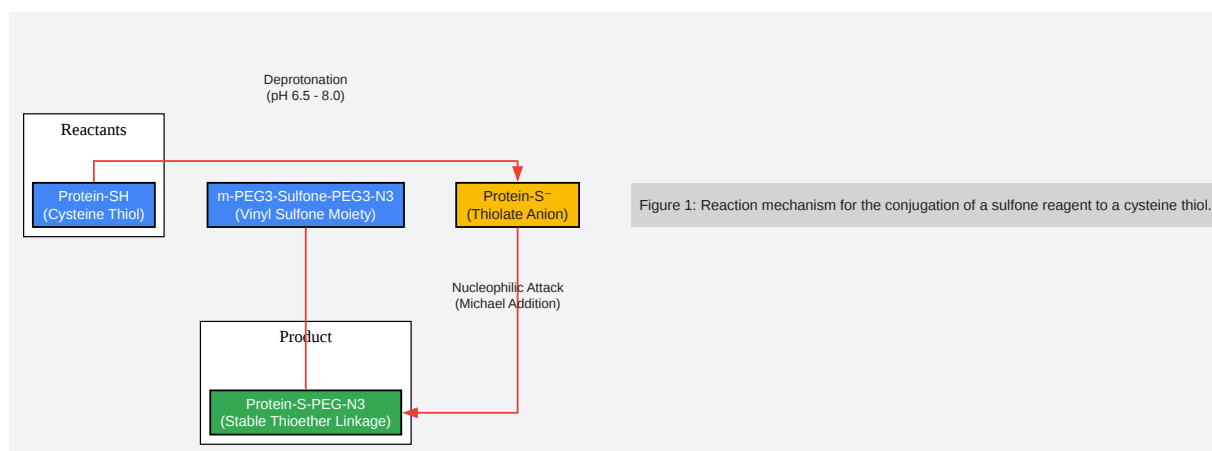 Deprotonation
(pH 6.5 - 8.0)
Reactants
Protein-SH
(Cysteine Thiol)
m-PEG3-Sulfone-PEG3-N3
(Vinyl Sulfone Moiety)
Protein-S⁻
(Thiolate Anion)
Figure 1: Reaction mechanism for the conjugation of a sulfone reagent to a cysteine thiol.
Nucleophilic Attack
(Michael Addition)
Product
Protein-S-PEG-N3
(Stable Thioether Linkage)